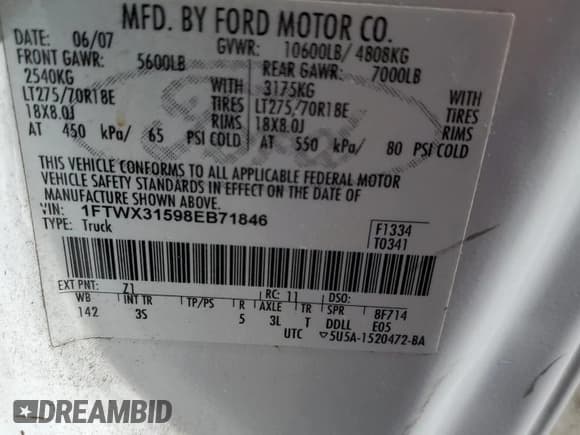 MFD. BY FORD MOTOR CO.
DATE: 06/07 GVWR: 10600LB/ 4808KG
FRONT GAWR: 5600LB REAR GAWR: 7000LB
2540KG WITH 3175KG WITH
LT275/70R18E TIRES LT275/70R18E TIRES
18X8.0J RIMS 18X8.0J RIMS
AT 450 kPa/ 65 PSI COLD AT 550 kPa/ 80 PSI COLD
THIS VEHICLE CONFORMS TO ALL APPLICABLE FEDERAL MOTOR
VEHICLE SAFETY STANDARDS IN EFFECT ON THE DATE OF
MANUFACTURE SHOWN ABOVE.
VIN: 1FTWX31598EB71846
TYPE: Truck
F1334
T0341
EXT PNT: Z1 RC: 11 DSO:
WB INT TR TP/PS R AXLE TR SPR 8F714
142 3S 5 3L T DDLL E05
UTC ▽5U5A-1520472-BA
DREAMBID